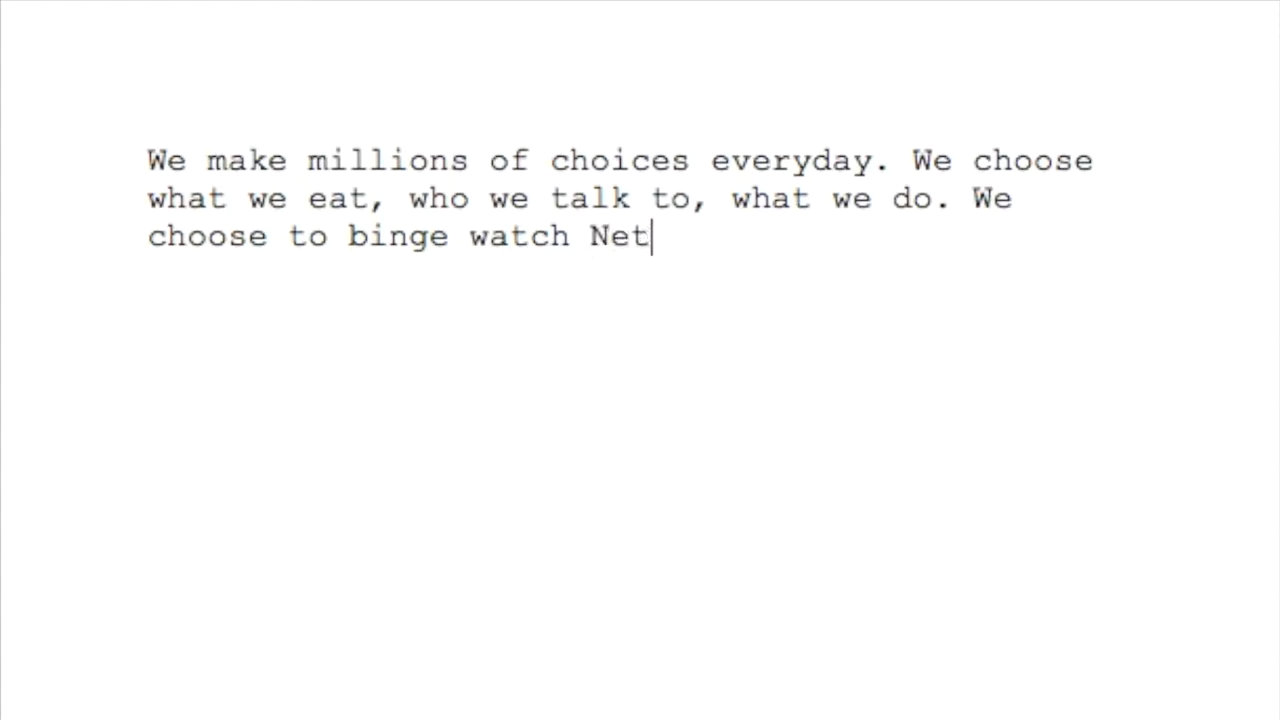 We make millions of choices everyday. We choose
what we eat, who we talk to, what we do. We
choose to binge watch Net